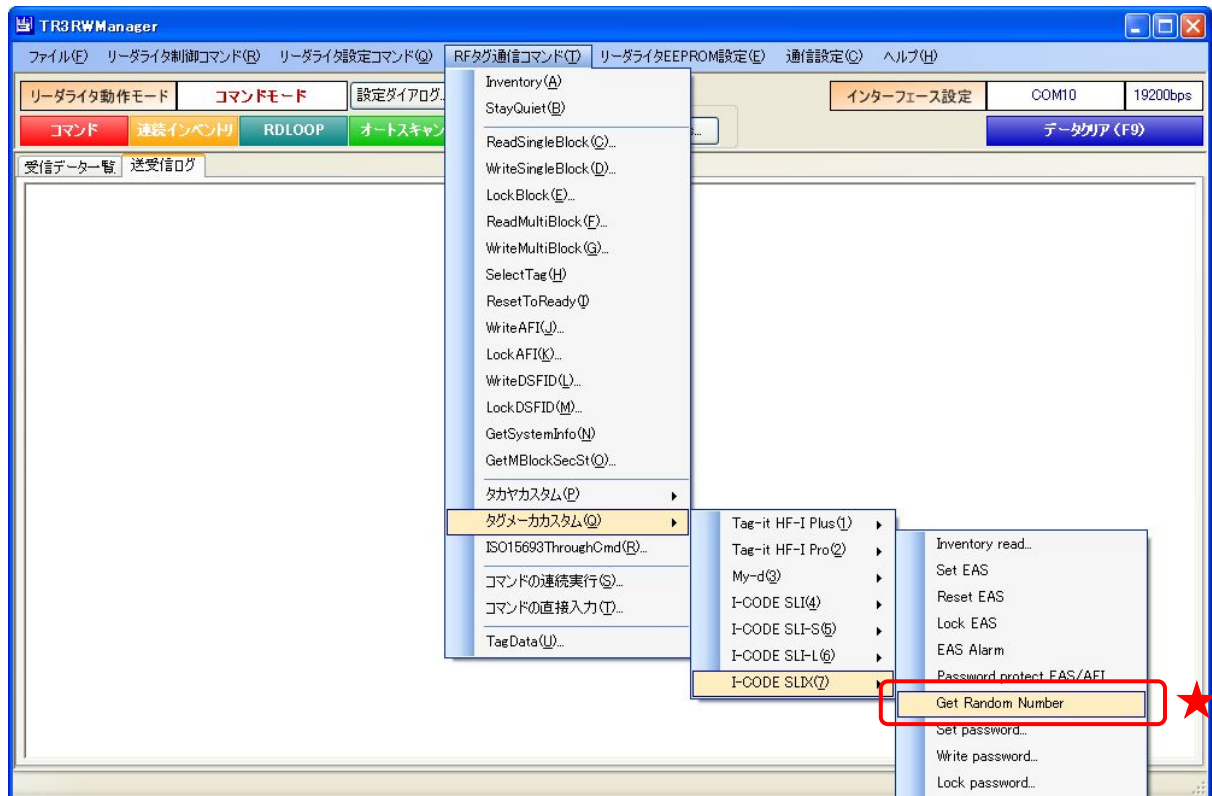 TR3RWManager
ファイル(F) リーダライタ制御コマンド(R) リーダライタ設定コマンド(Q) RFタグ通信コマンド(T) リーダライタEEPROM設定(E) 通信設定(C) ヘルプ(H)
リーダライタ動作モード コマンドモード 設定ダイアログ... インターフェース設定 COM10 19200bps
コマンド 連続インベントリ RDLOOP オートスキャン データクリア(F9)
受信データ一覧 送受信ログ
Inventory(A)
StayQuiet(B)
ReadSingleBlock(C)...
WriteSingleBlock(D)...
LockBlock(E)...
ReadMultiBlock(F)...
WriteMultiBlock(G)...
SelectTag(H)
ResetToReady(I)
WriteAFI(J)...
LockAFI(K)...
WriteDSFID(L)...
LockDSFID(M)...
GetSystemInfo(N)
GetMBlockSecSt(O)...
タカヤカスタム(P)
タグメーカカスタム(Q)
ISO15693ThroughCmd(R)...
コマンドの連続実行(S)...
コマンドの直接入力(T)...
TagData(U)...
Tag-it HF-I Plus(1)
Tag-it HF-I Pro(2)
My-d(3)
I-CODE SLI(4)
I-CODE SLI-S(5)
I-CODE SLI-L(6)
I-CODE SLIX(7)
Inventory read...
Set EAS
Reset EAS
Lock EAS
EAS Alarm
Password protect EAS/AFI
Get Random Number
Set password...
Write password...
Lock password...